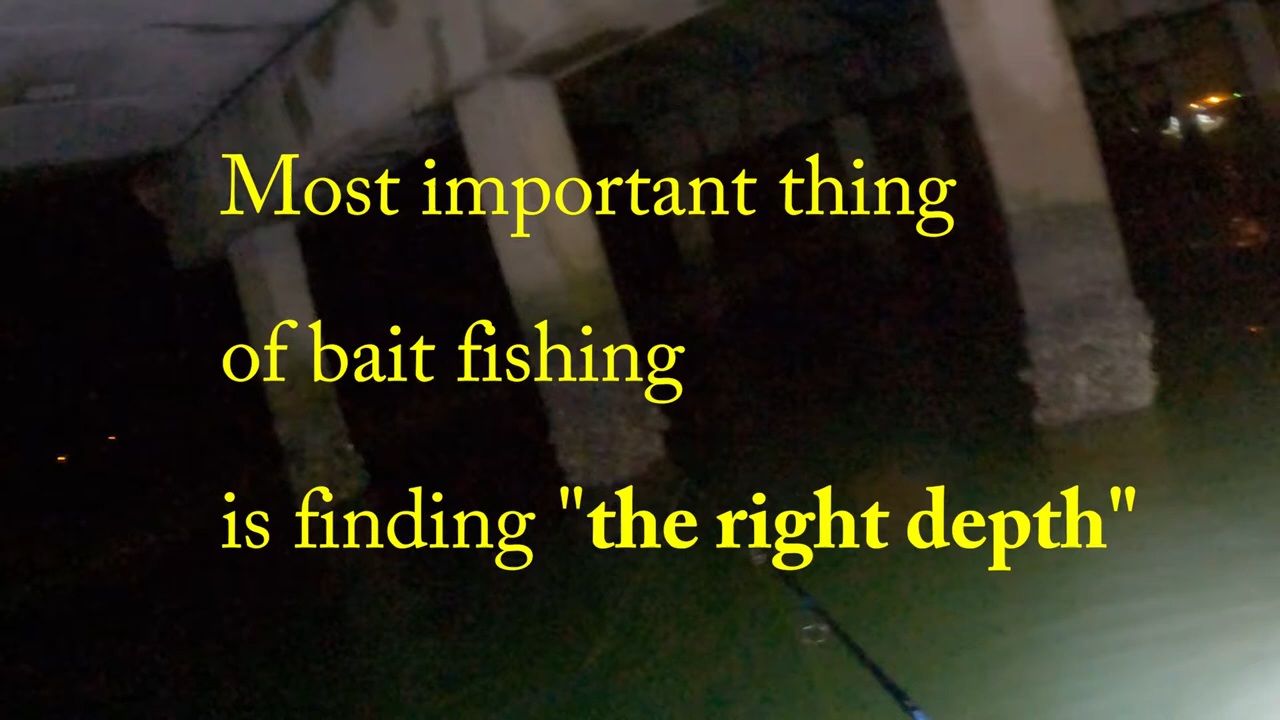 Most important thing
of bait fishing
is finding "the right depth"